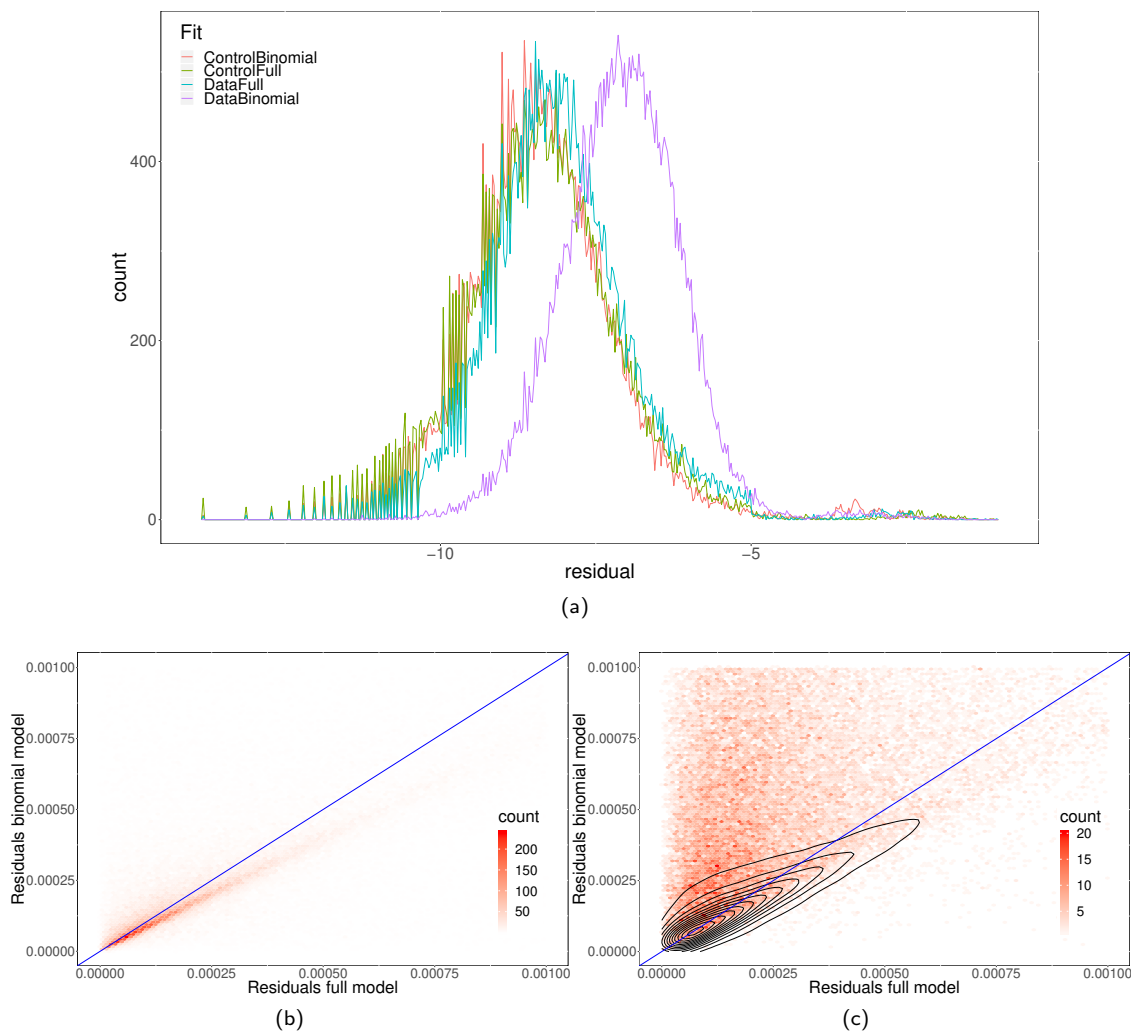 Fit
ControlBinomial
ControlFull
DataFull
DataBinomial
400
200
0
count
−10
−5
residual
(a)
0.00100
0.00075
0.00050
0.00025
0.00000
Residuals binomial model
count
200
150
100
50
0.00000
0.00025
0.00050
0.00075
0.00100
Residuals full model
(b)
0.00100
0.00075
0.00050
0.00025
0.00000
Residuals binomial model
count
20
15
10
5
0.00000
0.00025
0.00050
0.00075
0.00100
Residuals full model
(c)